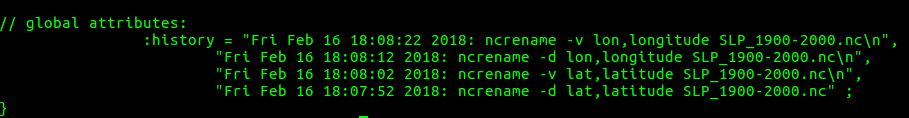 // global attributes:
:history = "Fri Feb 16 18:08:22 2018: ncrename -v lon,longitude SLP_1900-2000.nc\n",
"Fri Feb 16 18:08:12 2018: ncrename -d lon,longitude SLP_1900-2000.nc\n",
"Fri Feb 16 18:08:02 2018: ncrename -v lat,latitude SLP_1900-2000.nc\n",
"Fri Feb 16 18:07:52 2018: ncrename -d lat,latitude SLP_1900-2000.nc" ;
}